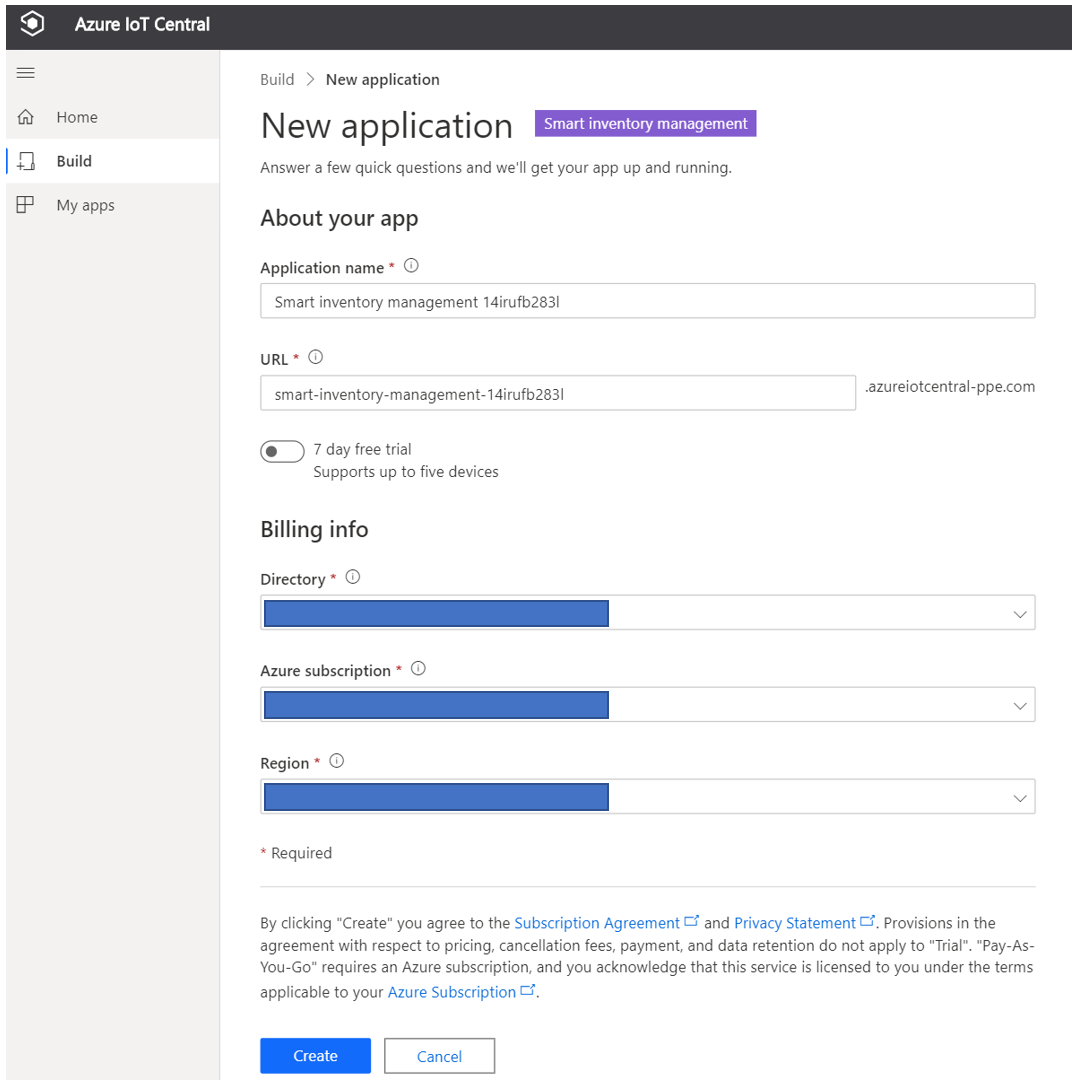 Azure IoT Central
Home
Build
My apps
Build > New application
New application Smart inventory management
Answer a few quick questions and we'll get your app up and running.
About your app
Application name *
Smart inventory management 14irufb283l
URL *
smart-inventory-management-14irufb283l .azureiotcentral-ppe.com
7 day free trial
Supports up to five devices
Billing info
Directory *
Azure subscription *
Region *
* Required
By clicking "Create" you agree to the Subscription Agreement and Privacy Statement. Provisions in the
agreement with respect to pricing, cancellation fees, payment, and data retention do not apply to "Trial". "Pay-As-
You-Go" requires an Azure subscription, and you acknowledge that this service is licensed to you under the terms
applicable to your Azure Subscription.
Create Cancel